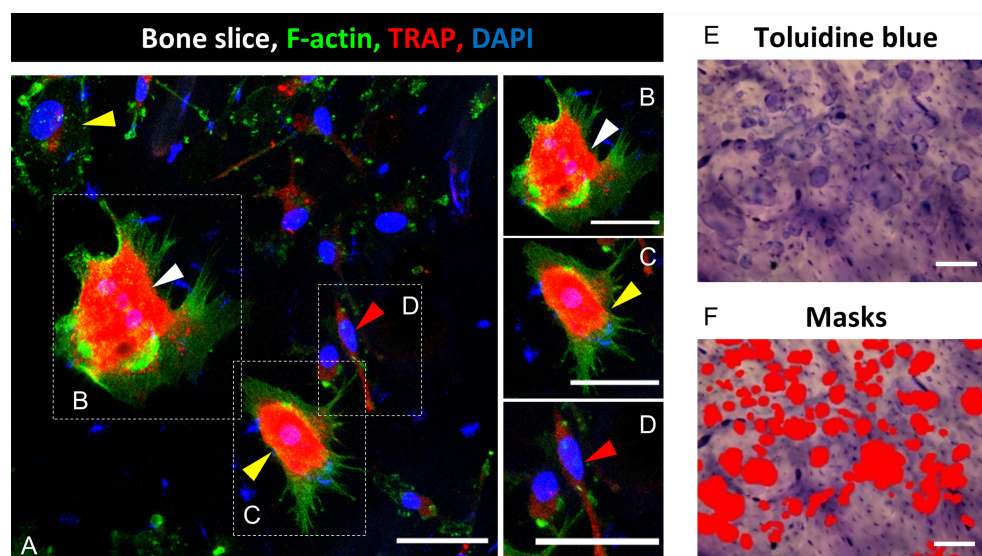 Bone slice, F-actin, TRAP, DAPI
A
B
C
D
B
C
D
E
Toluidine blue
F
Masks